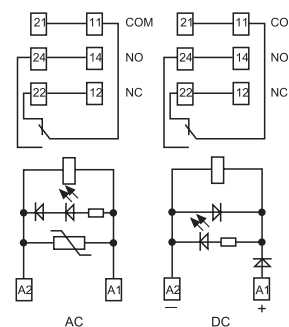 21 11 COM 21 11 CO
24 14 NO 24 14 NO
22 12 NC 22 12 NC
A2 A1 A2 A1
— +
AC DC